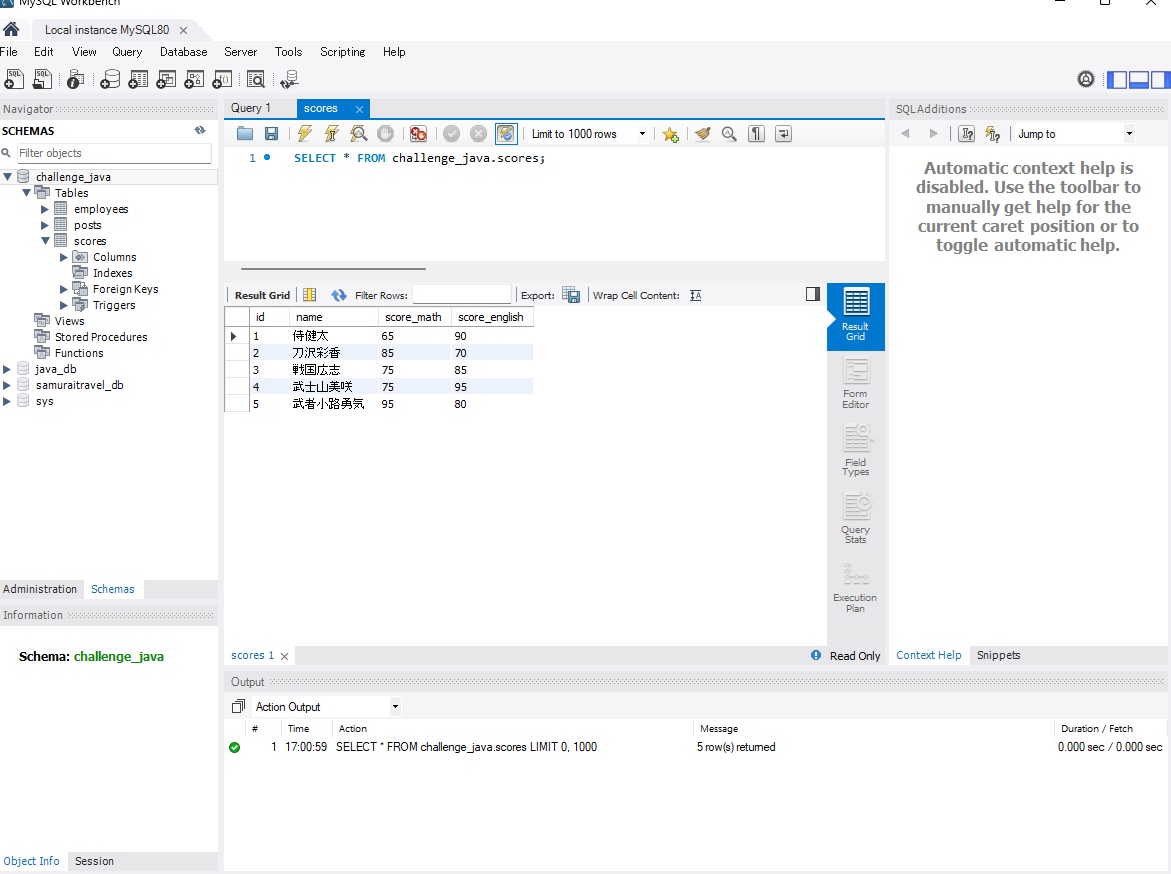 MySQL Workbench
Local instance MySQL80
File Edit View Query Database Server Tools Scripting Help
Navigator
SCHEMAS
Filter objects
challenge_java
Tables
employees
posts
scores
Columns
Indexes
Foreign Keys
Triggers
Views
Stored Procedures
Functions
java_db
samuraitravel_db
sys
Administration Schemas
Information
Schema: challenge_java
Object Info Session
Query 1 scores
Limit to 1000 rows
1 SELECT * FROM challenge_java.scores;
Result Grid Filter Rows: Export: Wrap Cell Content:
id name score_math score_english
1 侍健太 65 90
2 刀沢彩香 85 70
3 戦国広志 75 85
4 武士山美咲 75 95
5 武者小路勇気 95 80
Result
Grid
Form
Editor
Field
Types
Query
Stats
Execution
Plan
scores 1 Read Only
SQLAdditions
Jump to
Automatic context help is
disabled. Use the toolbar to
manually get help for the
current caret position or to
toggle automatic help.
Context Help Snippets
Output
Action Output
# Time Action Message Duration / Fetch
1 17:00:59 SELECT * FROM challenge_java.scores LIMIT 0, 1000 5 row(s) returned 0.000 sec / 0.000 sec